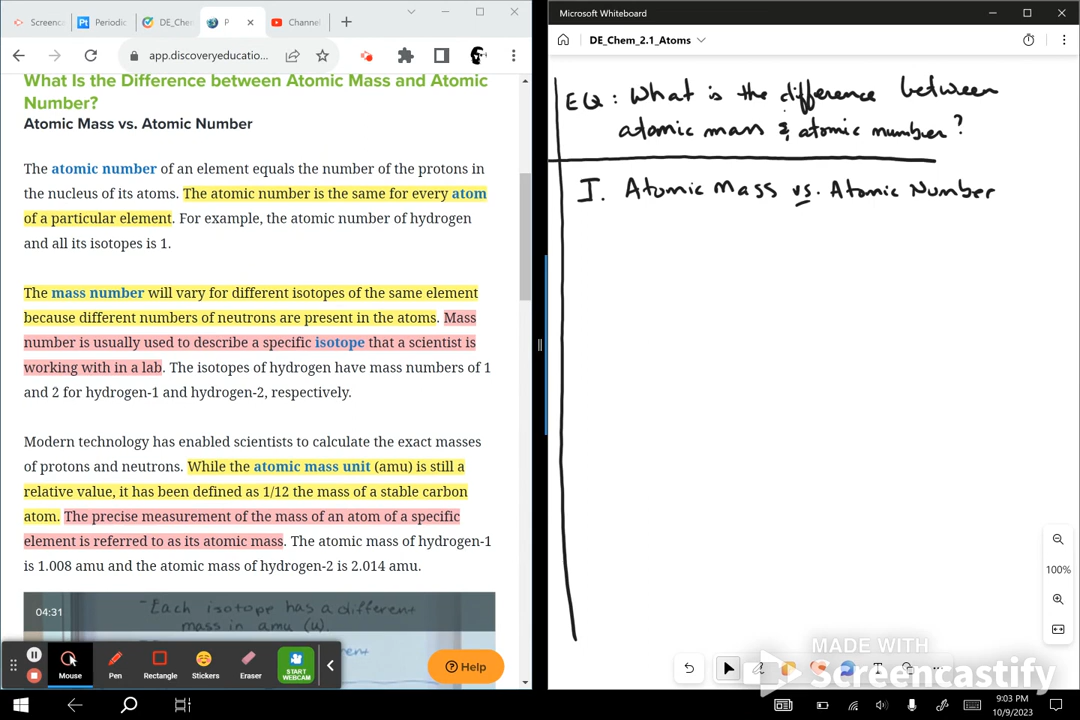 Screenc
Periodic
DE_Chem
P
Channel
app.discoveryeducatio...
What Is the Difference between Atomic Mass and Atomic
Number?
Atomic Mass vs. Atomic Number
The atomic number of an element equals the number of the protons in
the nucleus of its atoms. The atomic number is the same for every atom
of a particular element. For example, the atomic number of hydrogen
and all its isotopes is 1.
The mass number will vary for different isotopes of the same element
because different numbers of neutrons are present in the atoms. Mass
number is usually used to describe a specific isotope that a scientist is
working with in a lab. The isotopes of hydrogen have mass numbers of 1
and 2 for hydrogen-1 and hydrogen-2, respectively.
Modern technology has enabled scientists to calculate the exact masses
of protons and neutrons. While the atomic mass unit (amu) is still a
relative value, it has been defined as 1/12 the mass of a stable carbon
atom. The precise measurement of the mass of an atom of a specific
element is referred to as its atomic mass. The atomic mass of hydrogen-1
is 1.008 amu and the atomic mass of hydrogen-2 is 2.014 amu.
04:31
- Each isotope has a different
mass in amu (u).
Mouse
Pen
Rectangle
Stickers
Eraser
START
WEBCAM
Help
Microsoft Whiteboard
DE_Chem_2.1_Atoms
EQ: What is the difference between
atomic mass & atomic number?
I. Atomic Mass vs. Atomic Number
100%
MADE WITH
Screencastify
9:03 PM
10/9/2023